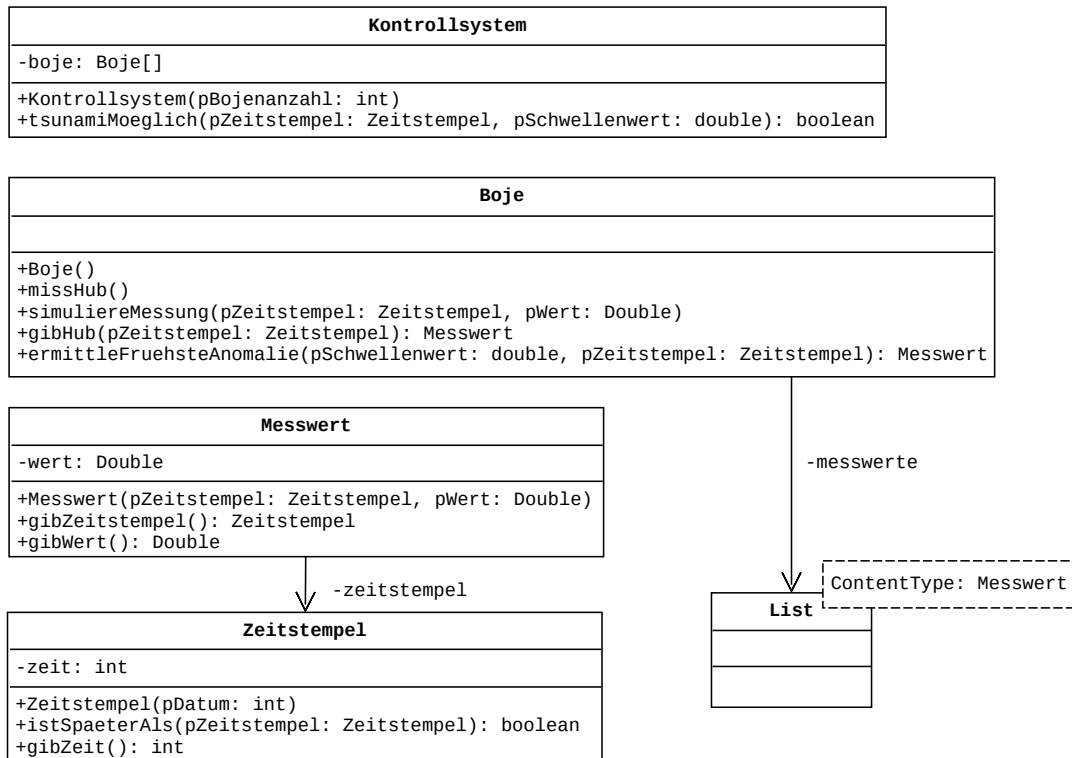 Kontrollsystem
-boje: Boje[]
+Kontrollsystem(pBojenanzahl: int)
+tsunamiMoeglich(pZeitstempel: Zeitstempel, pSchwellenwert: double): boolean
Boje
+Boje()
+missHub()
+simuliereMessung(pZeitstempel: Zeitstempel, pWert: Double)
+gibHub(pZeitstempel: Zeitstempel): Messwert
+ermittleFruehsteAnomalie(pSchwellenwert: double, pZeitstempel: Zeitstempel): Messwert
Messwert
-wert: Double
+Messwert(pZeitstempel: Zeitstempel, pWert: Double)
+gibZeitstempel(): Zeitstempel
+gibWert(): Double
-messwerte
-zeitstempel
ContentType: Messwert
List
Zeitstempel
-zeit: int
+Zeitstempel(pDatum: int)
+istSpaeterAls(pZeitstempel: Zeitstempel): boolean
+gibZeit(): int